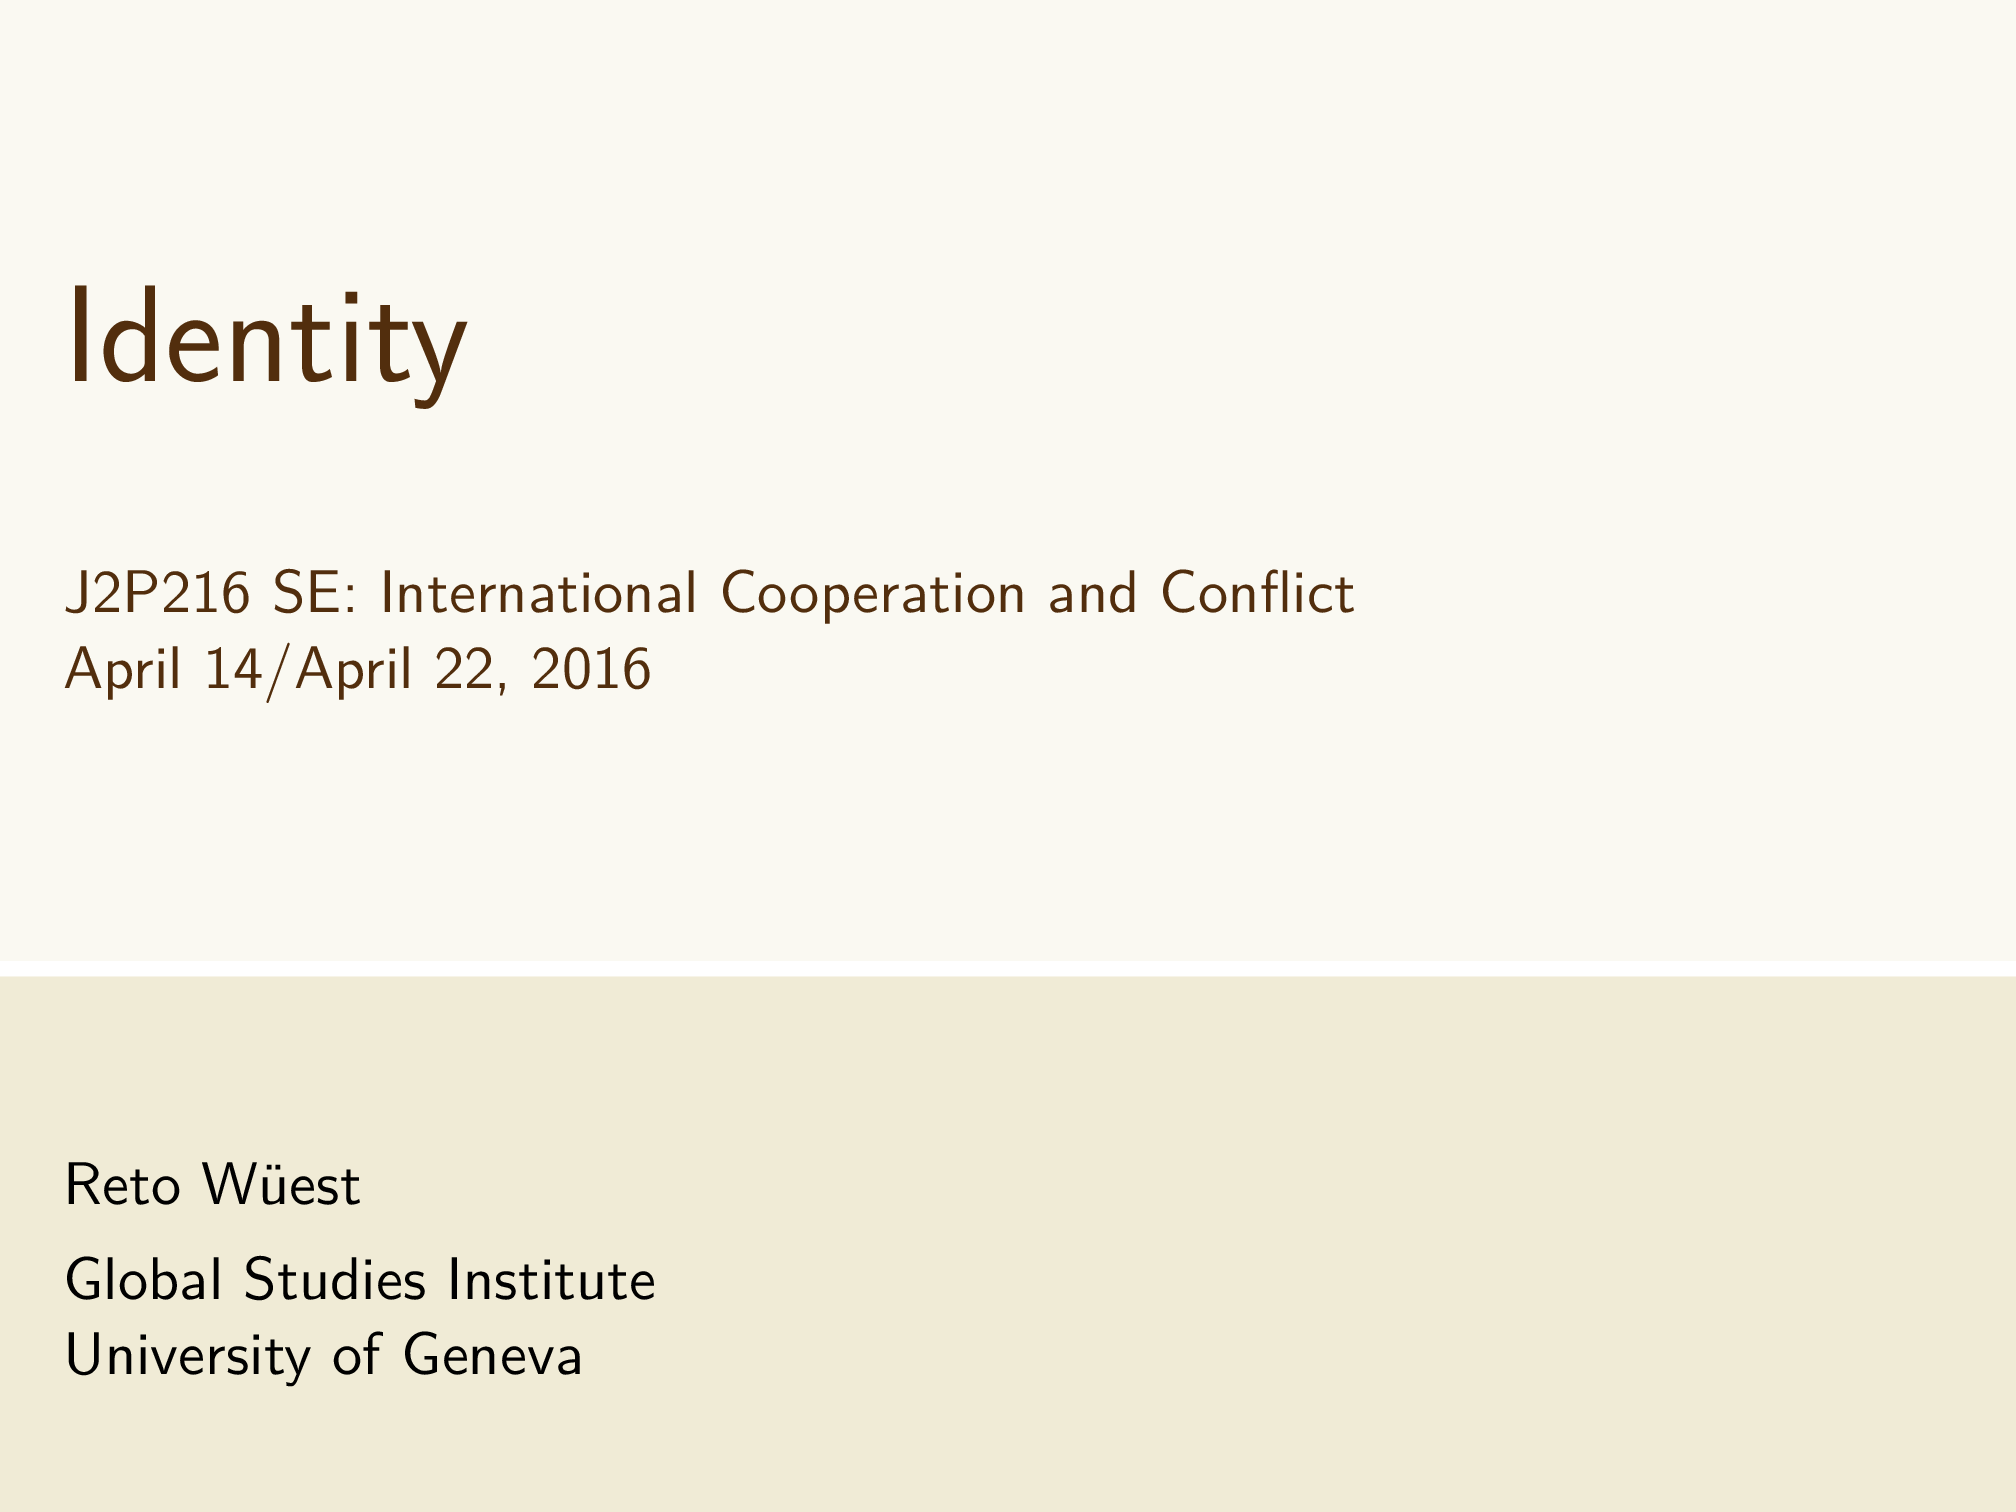 Identity
J2P216 SE: International Cooperation and Conflict
April 14/April 22, 2016
Reto Wüest
Global Studies Institute
University of Geneva